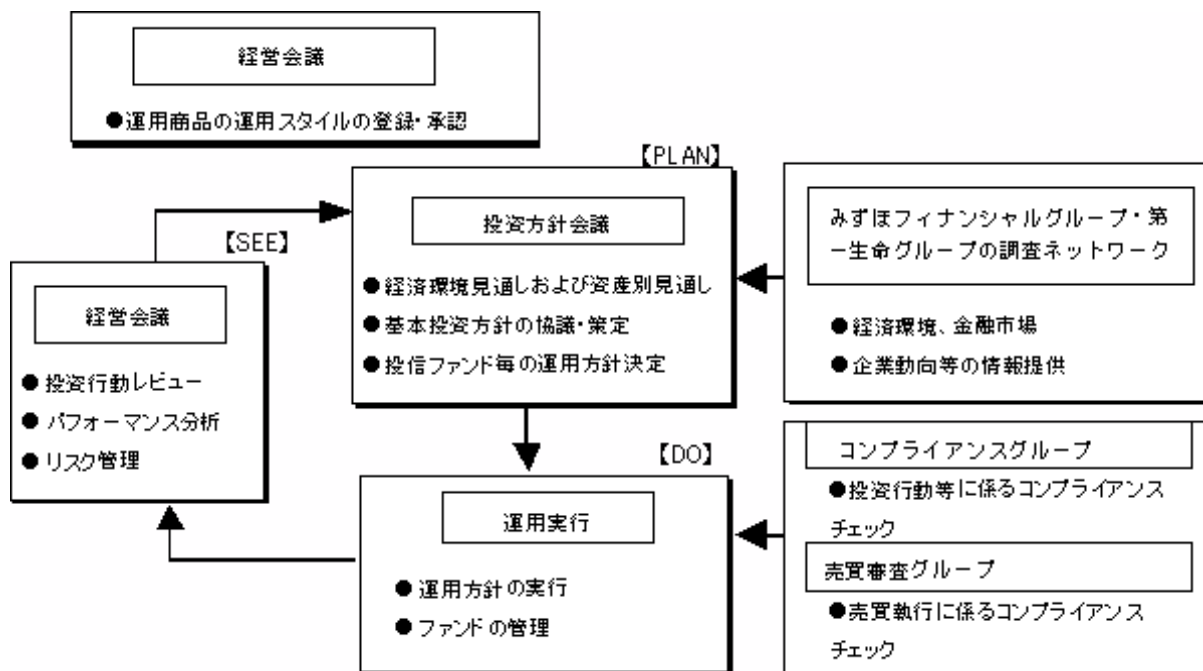 経営会議
●運用商品の運用スタイルの登録・承認
【PLAN】
投資方針会議
●経済環境見通しおよび資産別見通し
●基本投資方針の協議・策定
●投信ファンド毎の運用方針決定
みずほフィナンシャルグループ・第
一生命グループの調査ネットワーク
●経済環境、金融市場
●企業動向等の情報提供
【SEE】
経営会議
●投資行動レビュー
●パフォーマンス分析
●リスク管理
【DO】
運用実行
●運用方針の実行
●ファンドの管理
コンプライアンスグループ
●投資行動等に係るコンプライアンス
チェック
売買審査グループ
●売買執行に係るコンプライアンス
チェック